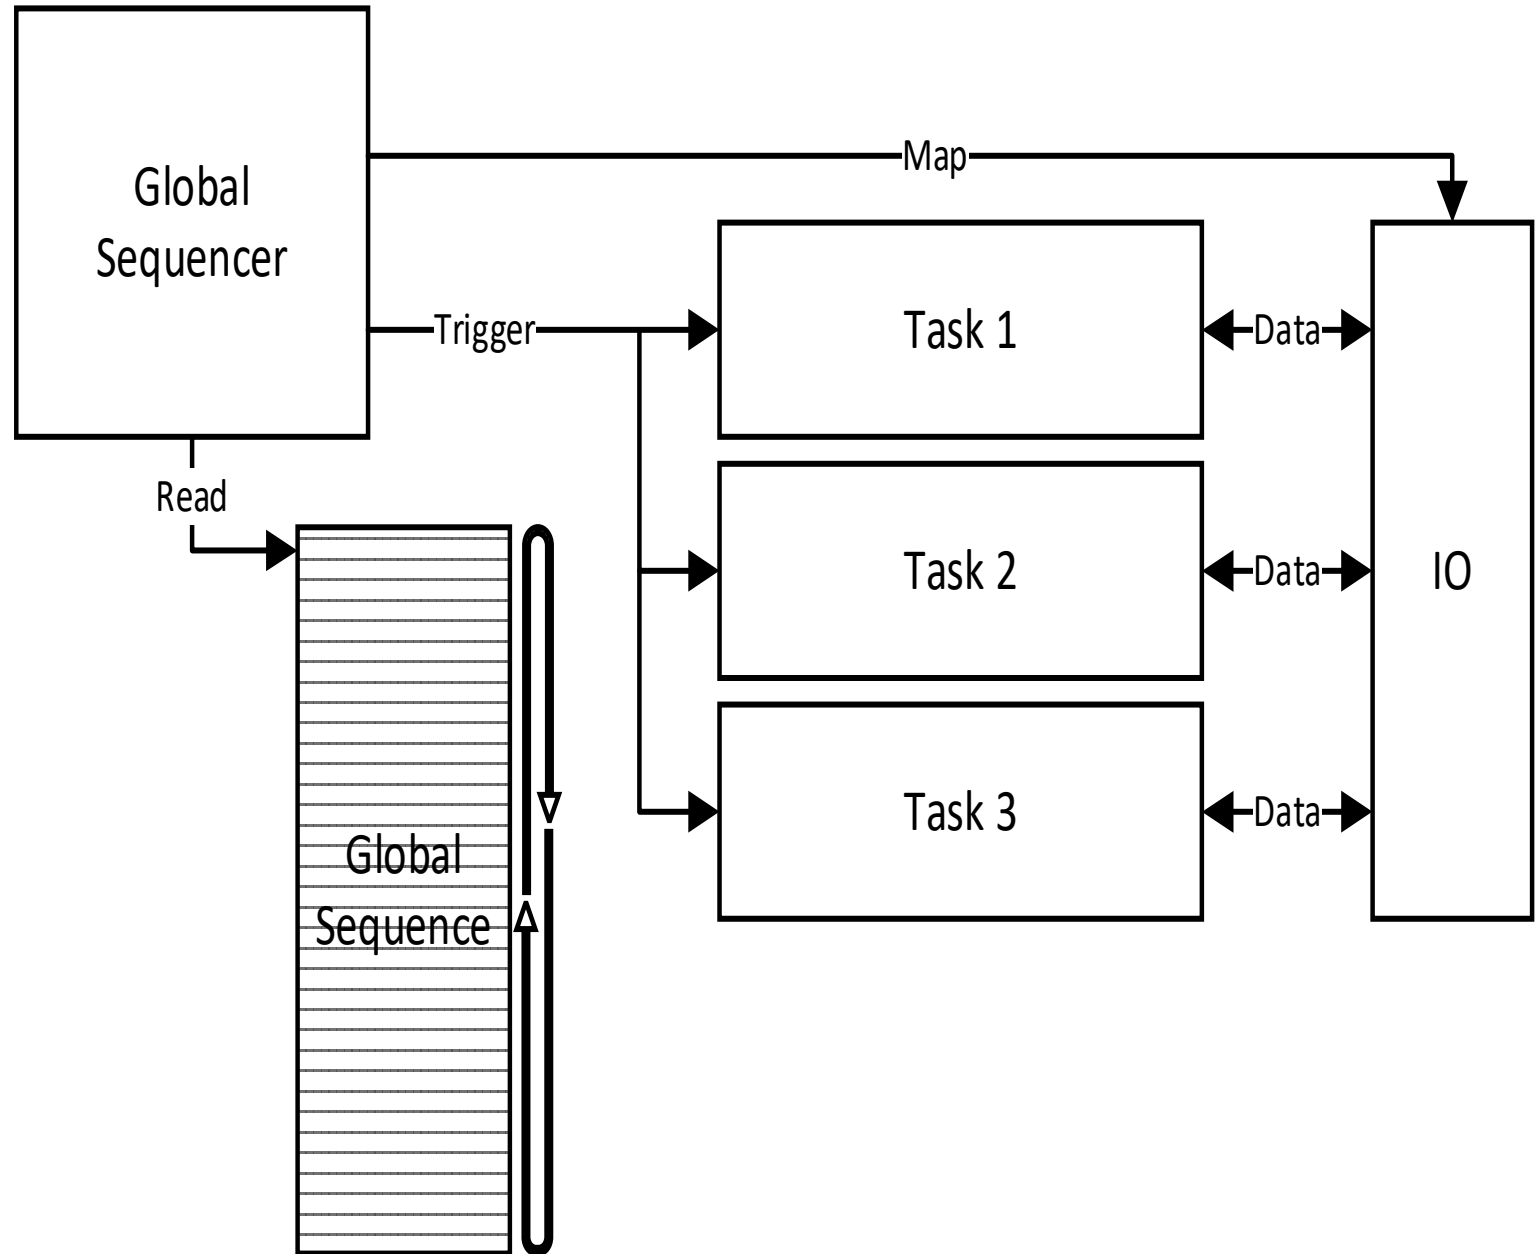 Global
Sequencer
Map
Trigger
Task 1
Data
Read
Task 2
Data
IO
Task 3
Data
Global
Sequence